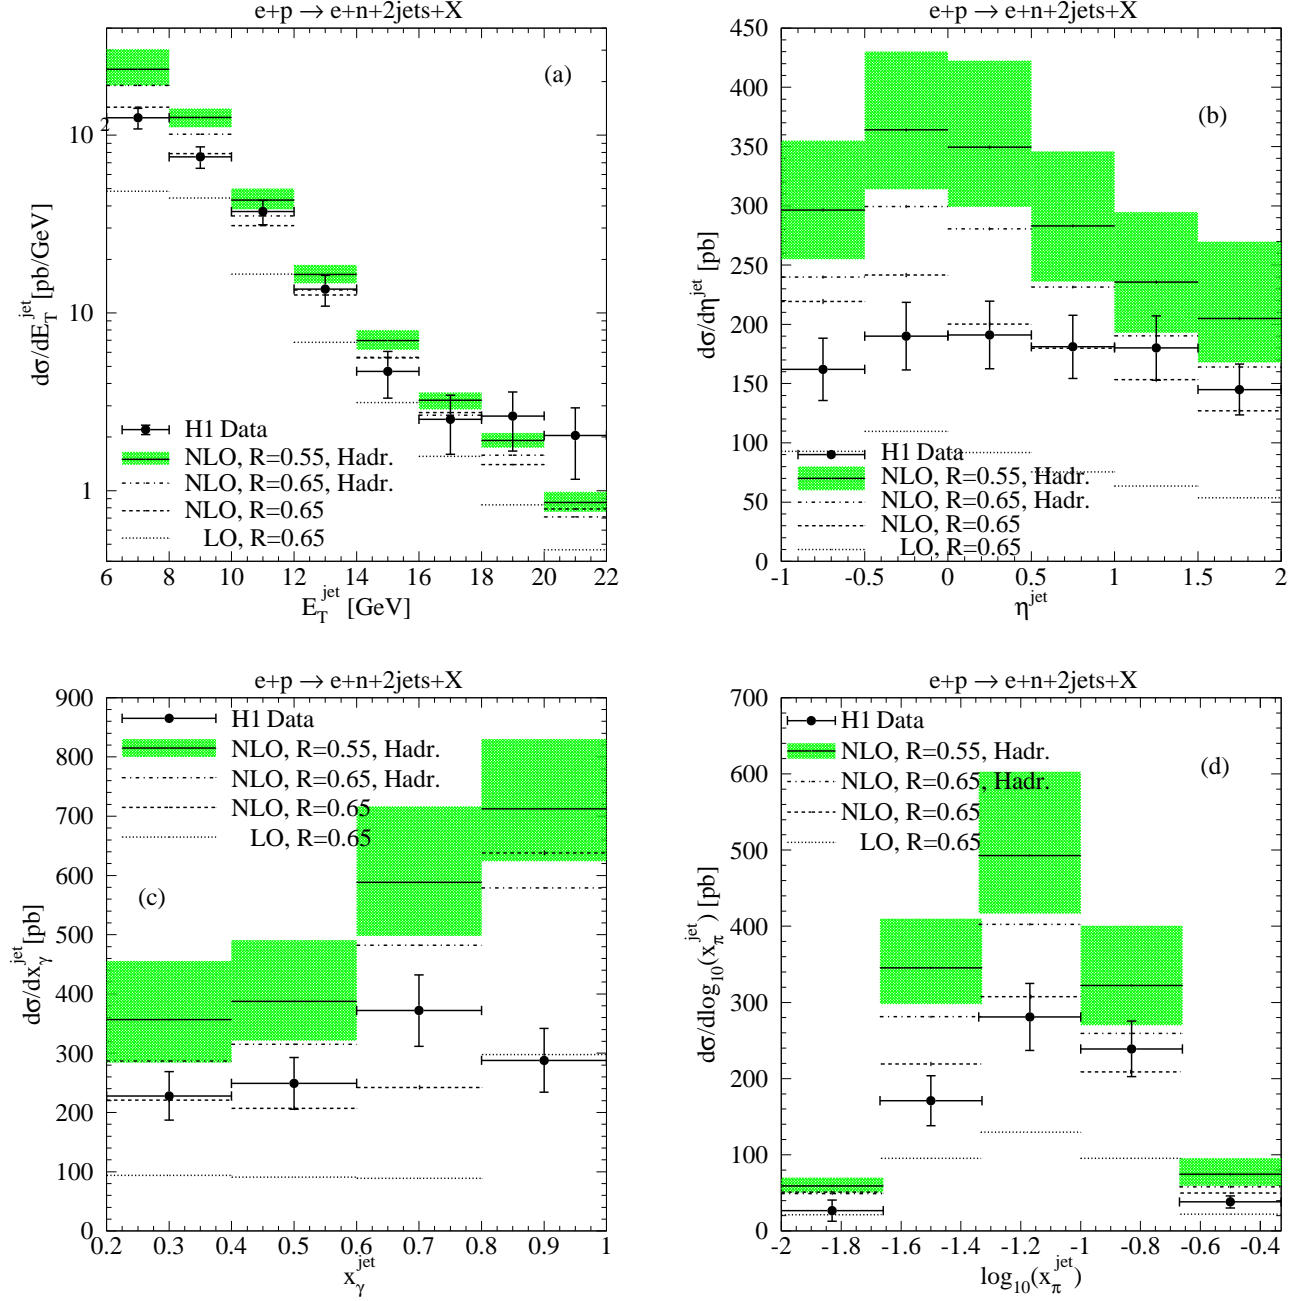 e+p → e+n+2jets+X
(a)
dσ/dE_T^jet [pb/GeV]
10²
10
1
H1 Data
NLO, R=0.55, Hadr.
NLO, R=0.65, Hadr.
NLO, R=0.65
LO, R=0.65
6 8 10 12 14 16 18 20 22
E_T^jet [GeV]
e+p → e+n+2jets+X
(b)
dσ/dη^jet [pb]
450
400
350
300
250
200
150
100
50
0
H1 Data
NLO, R=0.55, Hadr.
NLO, R=0.65, Hadr.
NLO, R=0.65
LO, R=0.65
-1 -0.5 0 0.5 1 1.5 2
η^jet
e+p → e+n+2jets+X
H1 Data
NLO, R=0.55, Hadr.
NLO, R=0.65, Hadr.
NLO, R=0.65
LO, R=0.65
(c)
dσ/dx_γ^jet [pb]
900
800
700
600
500
400
300
200
100
0
0.2 0.3 0.4 0.5 0.6 0.7 0.8 0.9 1
x_γ^jet
e+p → e+n+2jets+X
H1 Data
NLO, R=0.55, Hadr.
NLO, R=0.65, Hadr.
NLO, R=0.65
LO, R=0.65
(d)
dσ/dlog₁₀(x_π^jet) [pb]
700
600
500
400
300
200
100
0
-2 -1.8 -1.6 -1.4 -1.2 -1 -0.8 -0.6 -0.4
log₁₀(x_π^jet)